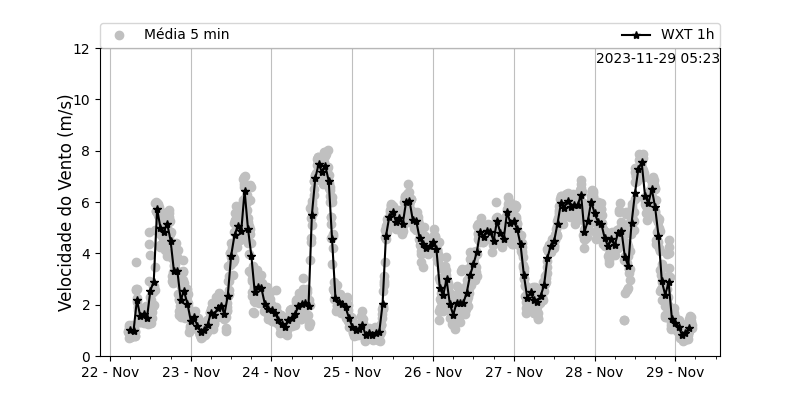 Média 5 min
WXT 1h
2023-11-29 05:23
Velocidade do Vento (m/s)
12
10
8
6
4
2
0
22 - Nov
23 - Nov
24 - Nov
25 - Nov
26 - Nov
27 - Nov
28 - Nov
29 - Nov